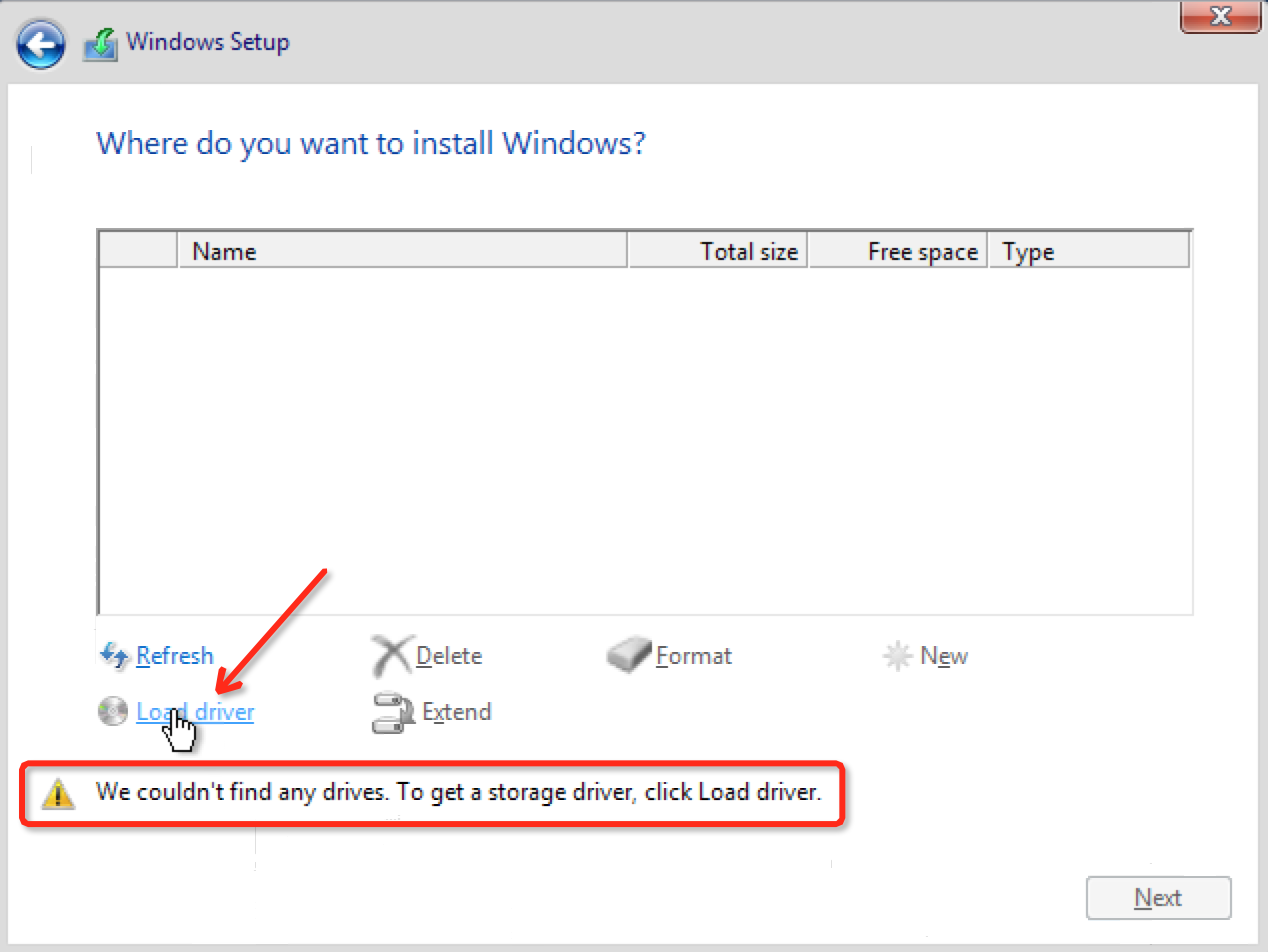 Windows Setup
Where do you want to install Windows?
Name Total size Free space Type
Refresh Delete Format New
Load driver Extend
We couldn't find any drives. To get a storage driver, click Load driver.
Next